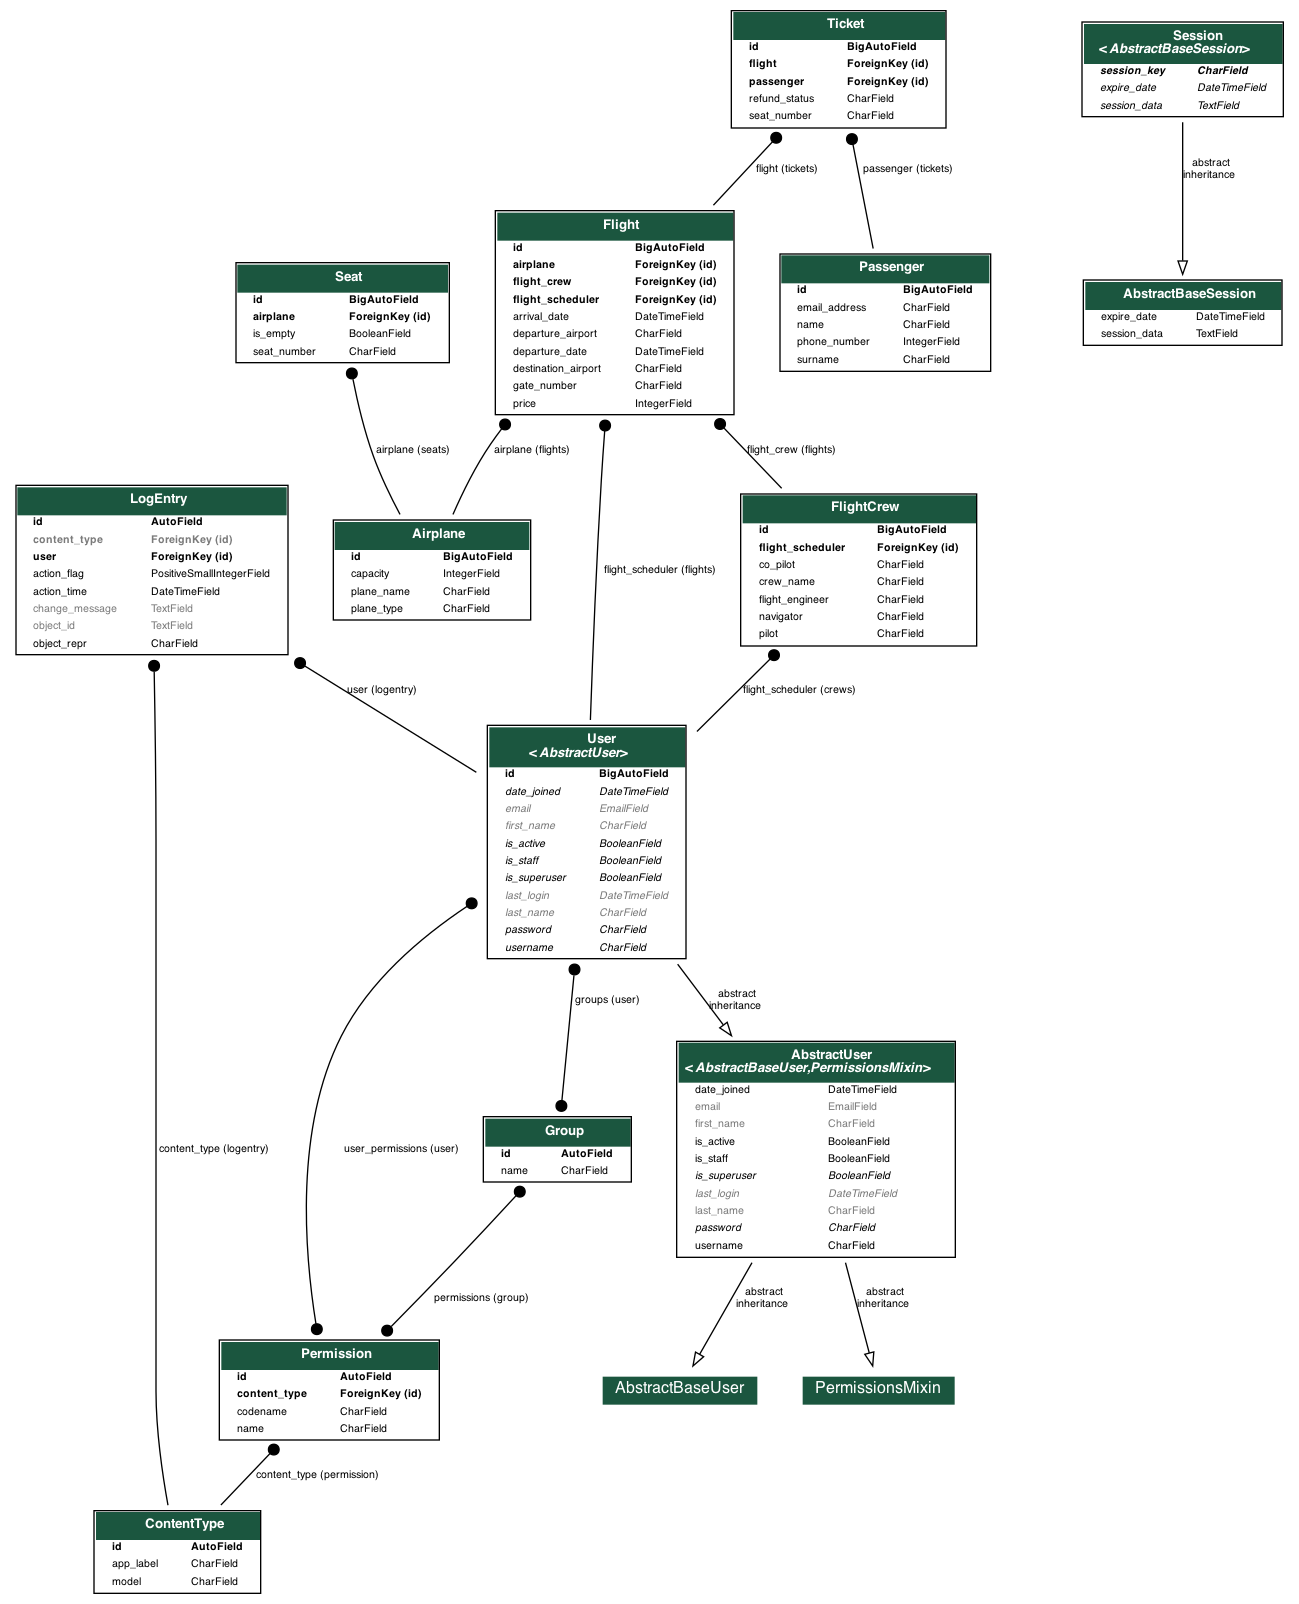 Ticket
id BigAutoField
flight ForeignKey (id)
passenger ForeignKey (id)
refund_status CharField
seat_number CharField
Session
<AbstractBaseSession>
session_key CharField
expire_date DateTimeField
session_data TextField
flight (tickets)
passenger (tickets)
abstract
inheritance
Flight
id BigAutoField
airplane ForeignKey (id)
flight_crew ForeignKey (id)
flight_scheduler ForeignKey (id)
arrival_date DateTimeField
departure_airport CharField
departure_date DateTimeField
destination_airport CharField
gate_number CharField
price IntegerField
Seat
id BigAutoField
airplane ForeignKey (id)
is_empty BooleanField
seat_number CharField
Passenger
id BigAutoField
email_address CharField
name CharField
phone_number IntegerField
surname CharField
AbstractBaseSession
expire_date DateTimeField
session_data TextField
airplane (seats)
airplane (flights)
flight_crew (flights)
LogEntry
id AutoField
content_type ForeignKey (id)
user ForeignKey (id)
action_flag PositiveSmallIntegerField
action_time DateTimeField
change_message TextField
object_id TextField
object_repr CharField
Airplane
id BigAutoField
capacity IntegerField
plane_name CharField
plane_type CharField
flight_scheduler (flights)
FlightCrew
id BigAutoField
flight_scheduler ForeignKey (id)
co_pilot CharField
crew_name CharField
flight_engineer CharField
navigator CharField
pilot CharField
user (logentry)
flight_scheduler (crews)
User
<AbstractUser>
id BigAutoField
date_joined DateTimeField
email EmailField
first_name CharField
is_active BooleanField
is_staff BooleanField
is_superuser BooleanField
last_login DateTimeField
last_name CharField
password CharField
username CharField
groups (user)
abstract
inheritance
AbstractUser
<AbstractBaseUser,PermissionsMixin>
date_joined DateTimeField
email EmailField
first_name CharField
is_active BooleanField
is_staff BooleanField
is_superuser BooleanField
last_login DateTimeField
last_name CharField
password CharField
username CharField
content_type (logentry)
user_permissions (user)
Group
id AutoField
name CharField
permissions (group)
abstract
inheritance
abstract
inheritance
Permission
id AutoField
content_type ForeignKey (id)
codename CharField
name CharField
AbstractBaseUser
PermissionsMixin
content_type (permission)
ContentType
id AutoField
app_label CharField
model CharField